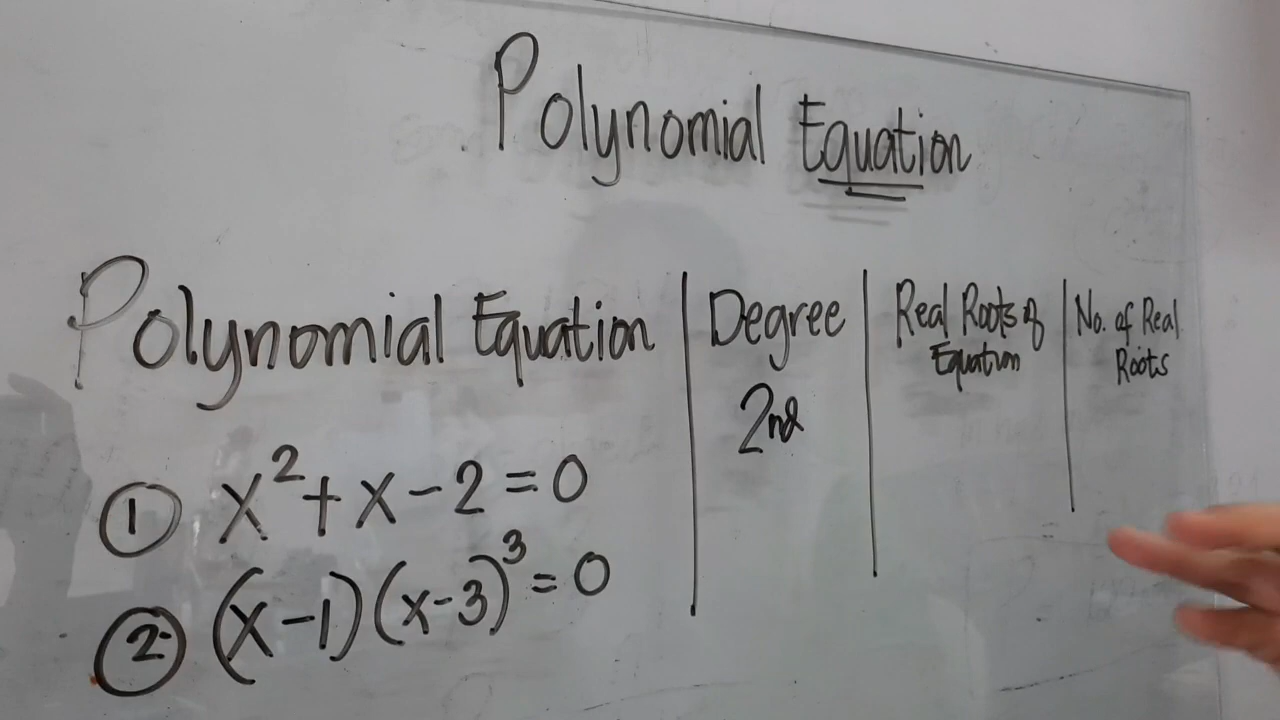 Polynomial Equation
Polynomial Equation | Degree | Real Roots of Equation | No. of Real Roots
2nd
① x² + x - 2 = 0
② (x-1)(x-3)³ = 0